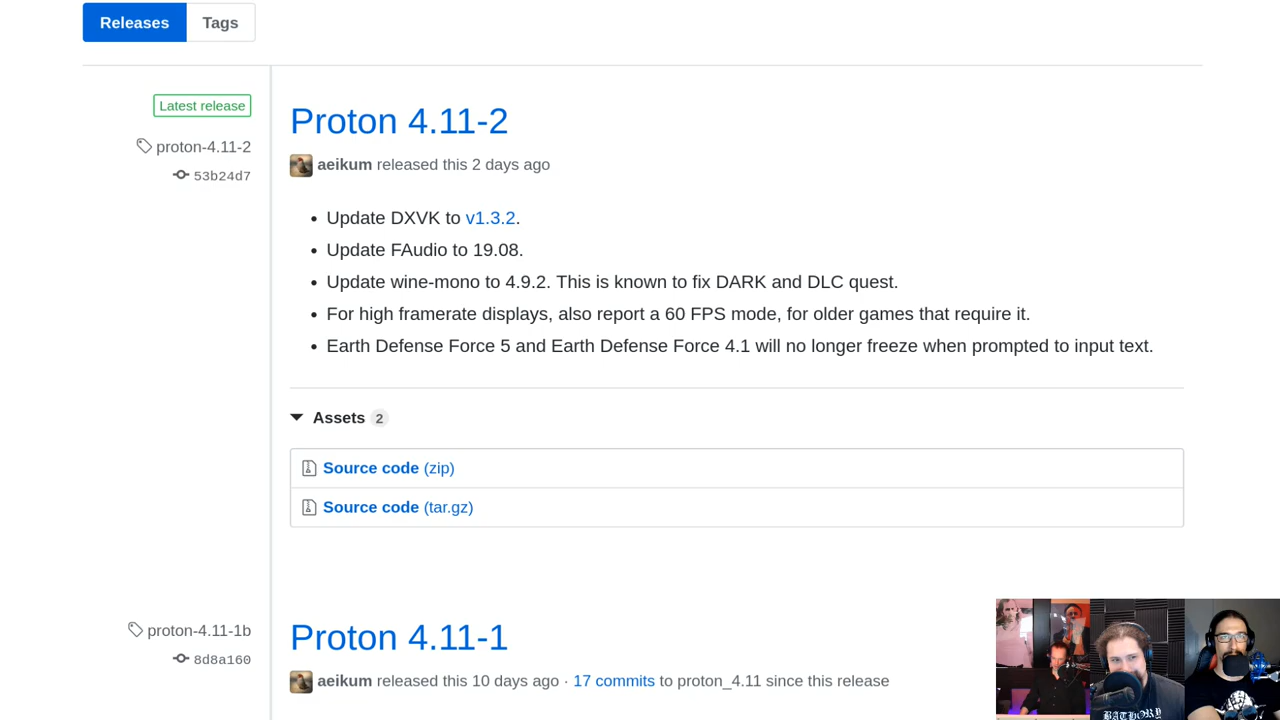 Releases
Tags
Latest release
proton-4.11-2
53b24d7
Proton 4.11-2
aeikum released this 2 days ago
Update DXVK to v1.3.2.
Update FAudio to 19.08.
Update wine-mono to 4.9.2. This is known to fix DARK and DLC quest.
For high framerate displays, also report a 60 FPS mode, for older games that require it.
Earth Defense Force 5 and Earth Defense Force 4.1 will no longer freeze when prompted to input text.
Assets 2
Source code (zip)
Source code (tar.gz)
proton-4.11-1b
8d8a160
Proton 4.11-1
aeikum released this 10 days ago · 17 commits to proton_4.11 since this release
BATHORY